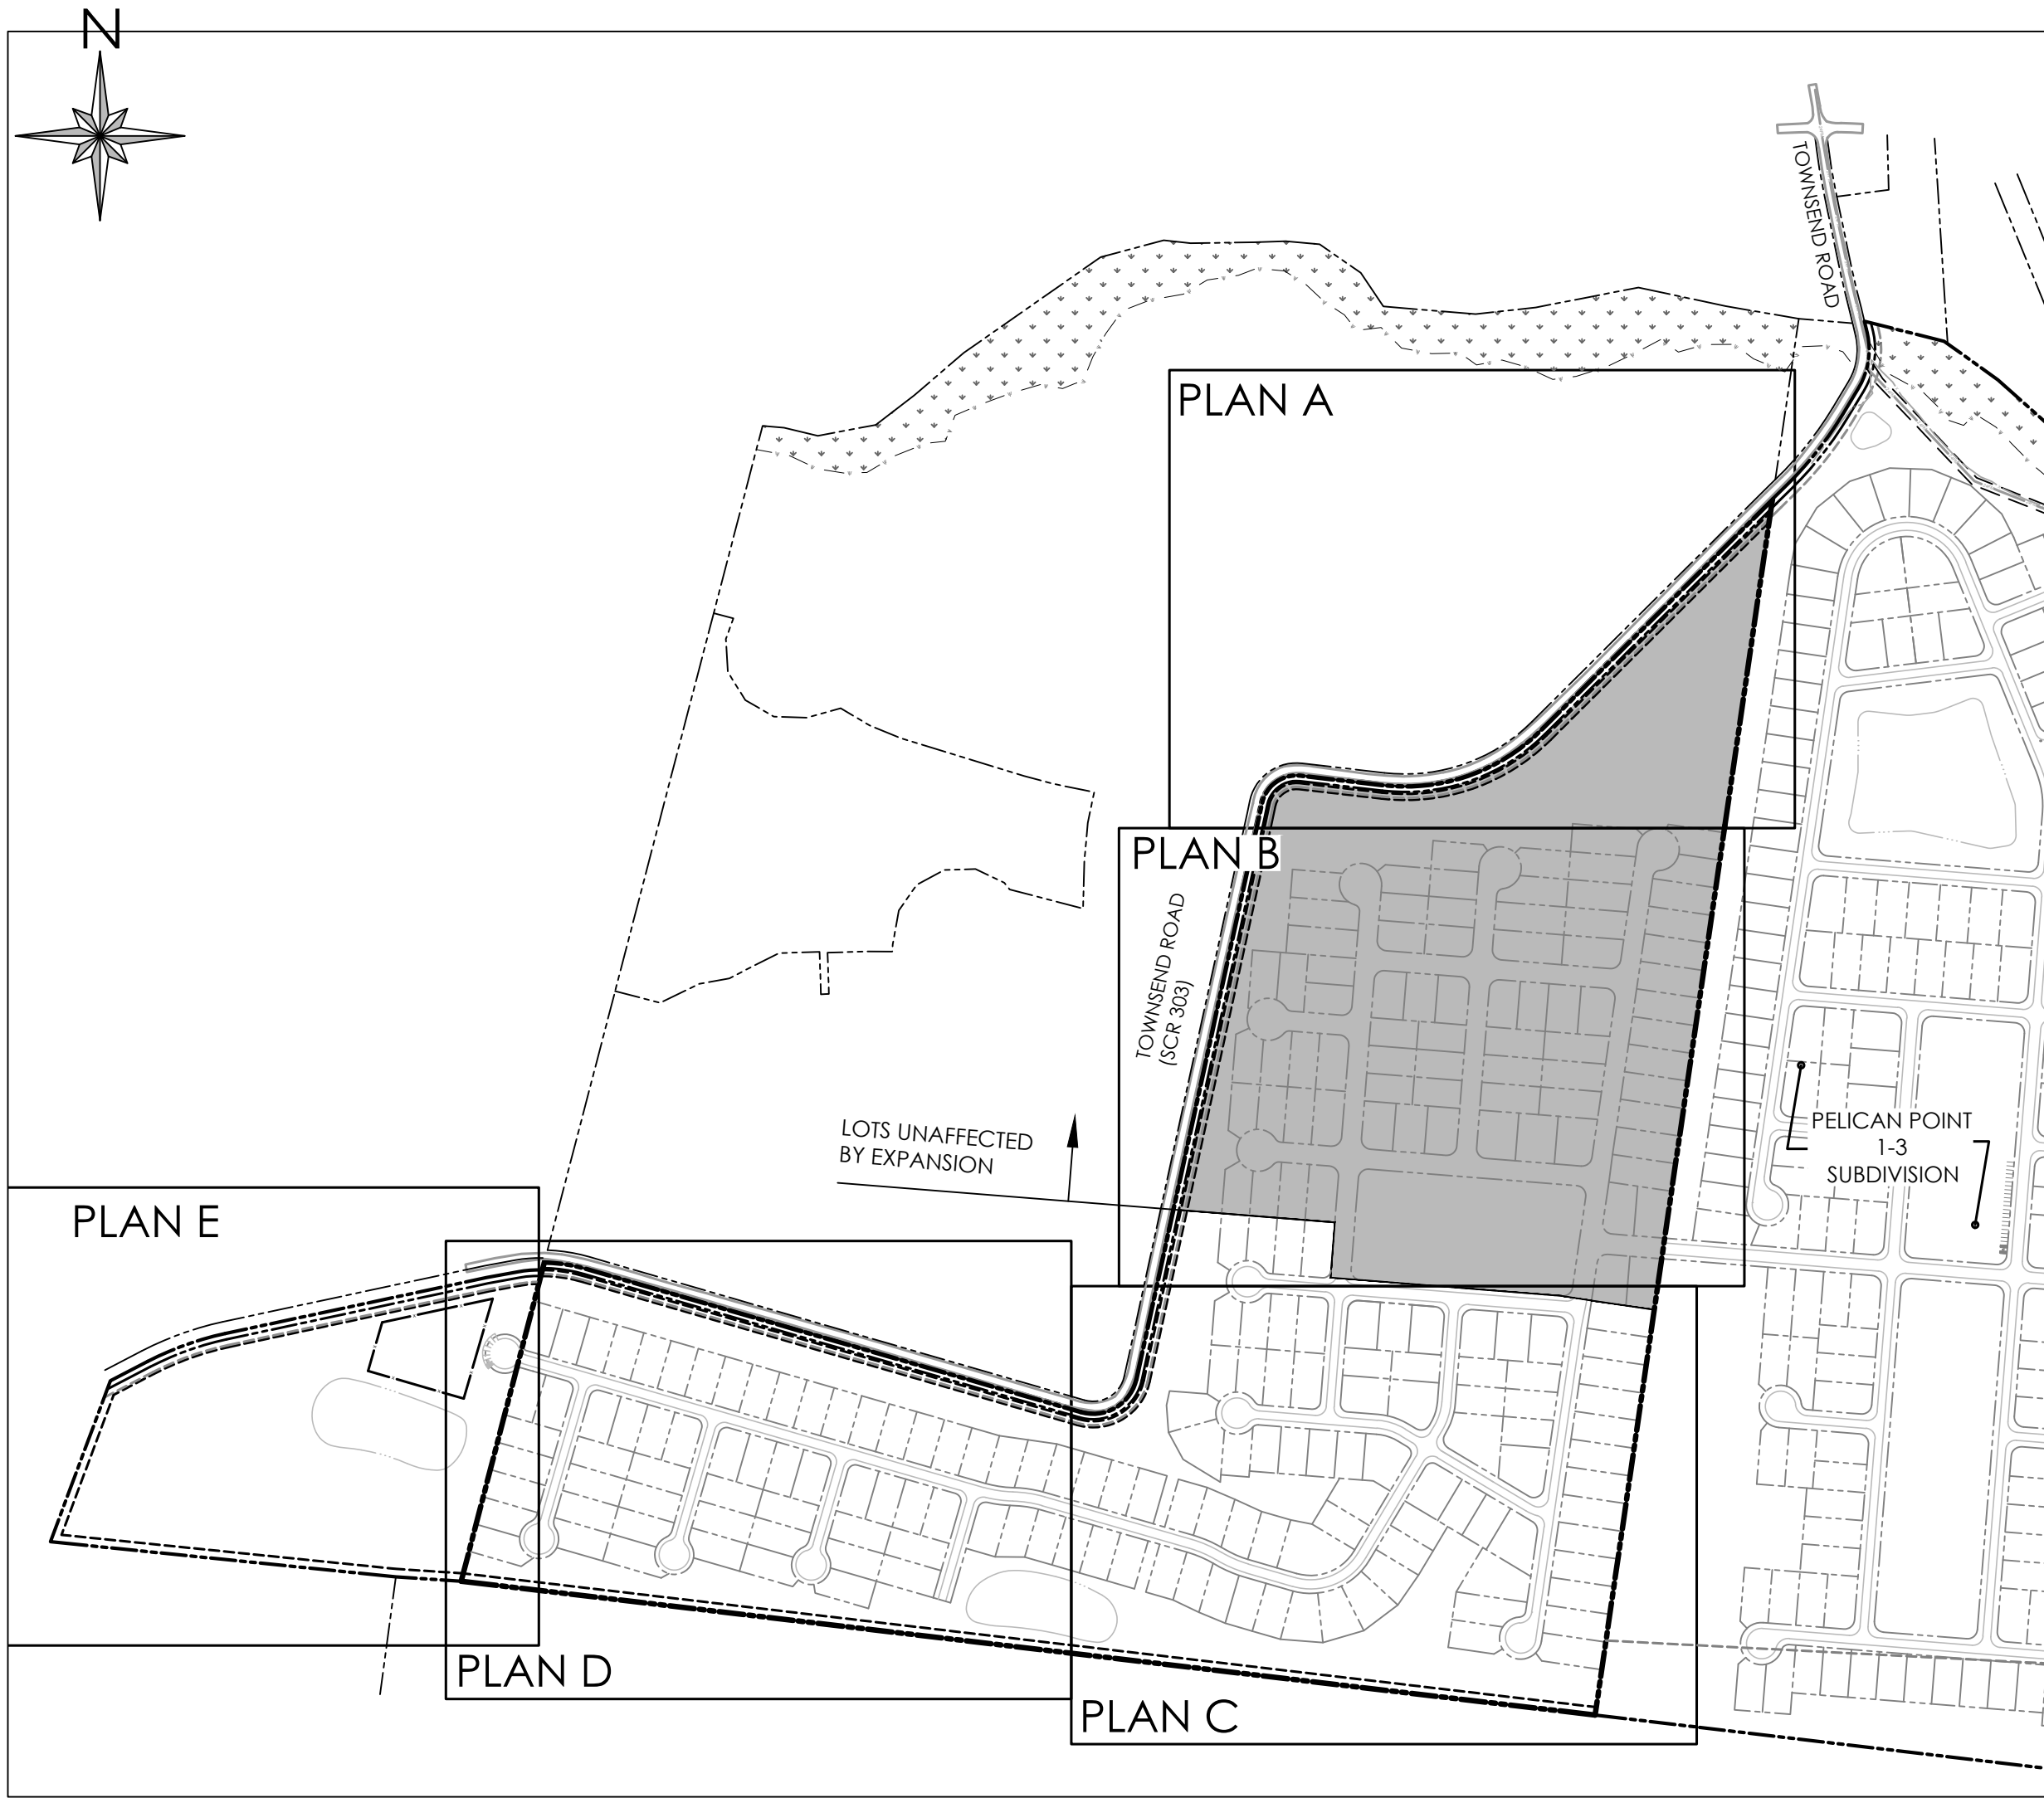 N
TOWNSEND ROAD
PLAN A
PLAN B
TOWNSEND ROAD
(SCR 303)
LOTS UNAFFECTED
BY EXPANSION
PELICAN POINT
1-3
SUBDIVISION
PLAN E
PLAN D
PLAN C